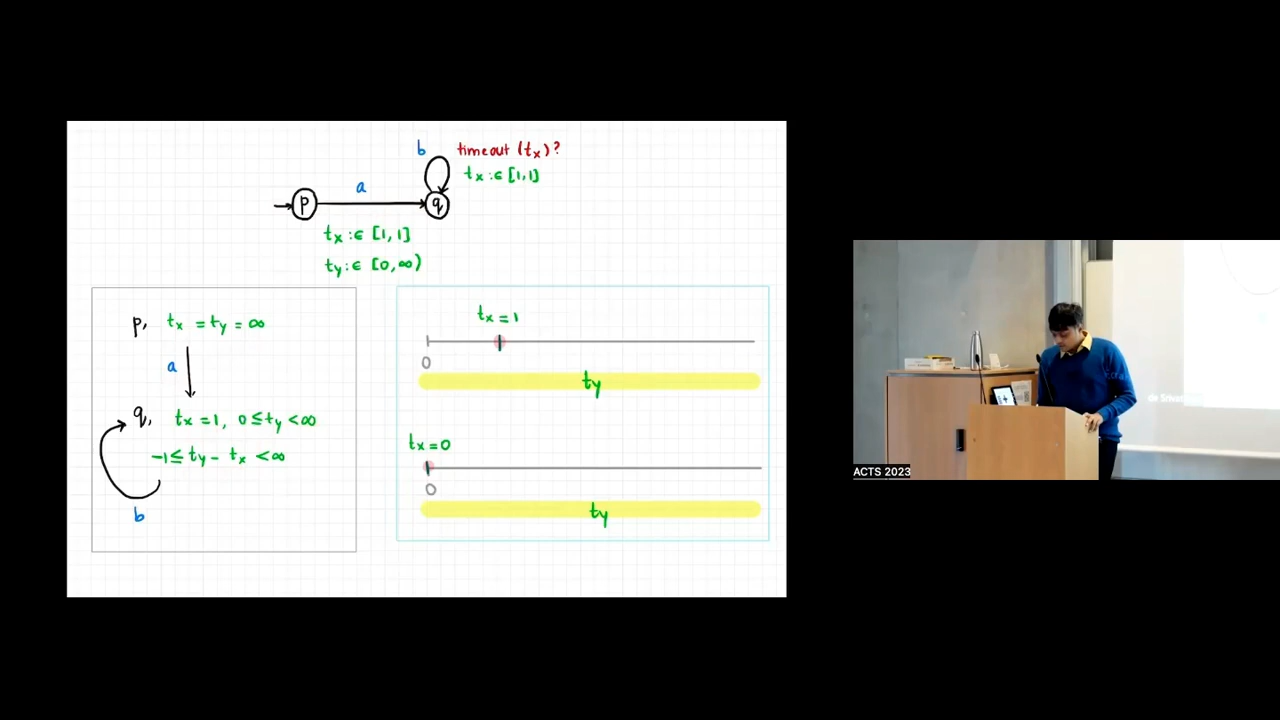 b timeout (tx)?
tx :∈ [1,1]
a
p q
tx :∈ [1,1]
ty :∈ [0,∞)
p, tx = ty = ∞
a
q, tx = 1, 0 ≤ ty < ∞
-1 ≤ ty - tx < ∞
b
tx = 1
0
ty
tx = 0
0
ty
ACTS 2023